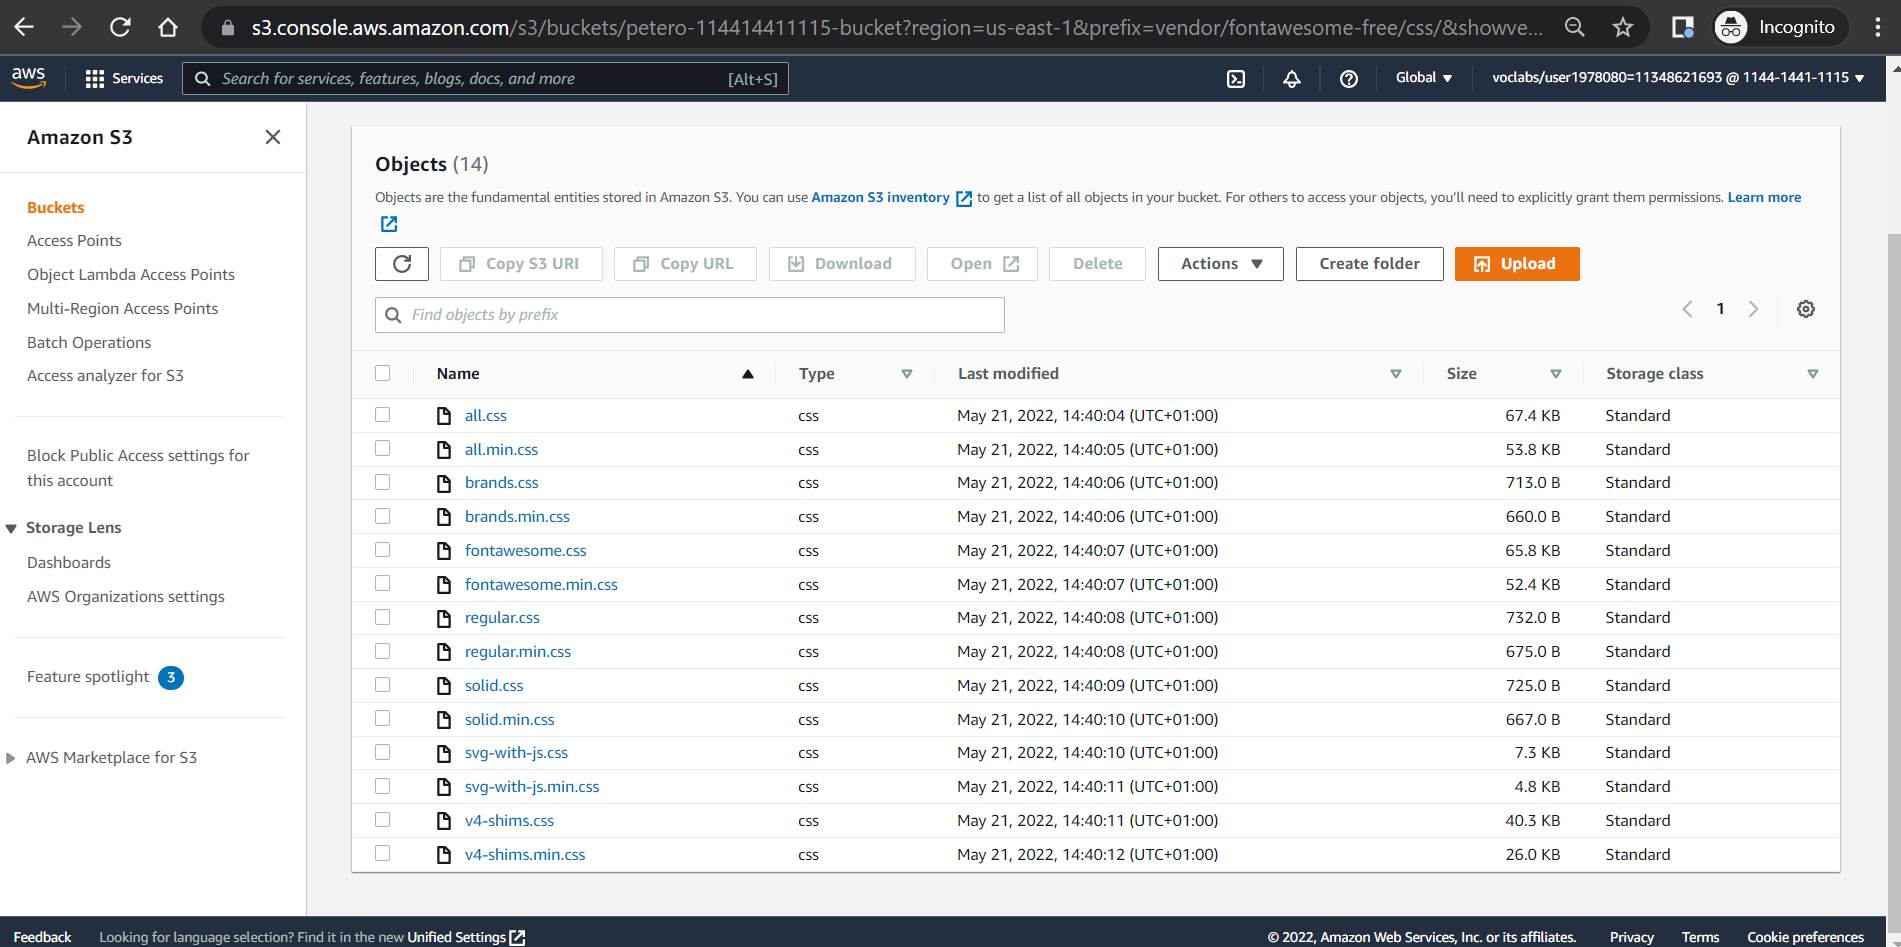 s3.console.aws.amazon.com/s3/buckets/petero-114414411115-bucket?region=us-east-1&prefix=vendor/fontawesome-free/css/&showve... Incognito
aws Services Search for services, features, blogs, docs, and more [Alt+S] Global voclabs/user1978080=11348621693 @ 1144-1441-1115
Amazon S3
Buckets
Access Points
Object Lambda Access Points
Multi-Region Access Points
Batch Operations
Access analyzer for S3
Block Public Access settings for
this account
Storage Lens
Dashboards
AWS Organizations settings
Feature spotlight 3
AWS Marketplace for S3
Objects (14)
Objects are the fundamental entities stored in Amazon S3. You can use Amazon S3 inventory to get a list of all objects in your bucket. For others to access your objects, you'll need to explicitly grant them permissions. Learn more
Copy S3 URI Copy URL Download Open Delete Actions Create folder Upload
Find objects by prefix 1
Name Type Last modified Size Storage class
all.css css May 21, 2022, 14:40:04 (UTC+01:00) 67.4 KB Standard
all.min.css css May 21, 2022, 14:40:05 (UTC+01:00) 53.8 KB Standard
brands.css css May 21, 2022, 14:40:06 (UTC+01:00) 713.0 B Standard
brands.min.css css May 21, 2022, 14:40:06 (UTC+01:00) 660.0 B Standard
fontawesome.css css May 21, 2022, 14:40:07 (UTC+01:00) 65.8 KB Standard
fontawesome.min.css css May 21, 2022, 14:40:07 (UTC+01:00) 52.4 KB Standard
regular.css css May 21, 2022, 14:40:08 (UTC+01:00) 732.0 B Standard
regular.min.css css May 21, 2022, 14:40:08 (UTC+01:00) 675.0 B Standard
solid.css css May 21, 2022, 14:40:09 (UTC+01:00) 725.0 B Standard
solid.min.css css May 21, 2022, 14:40:10 (UTC+01:00) 667.0 B Standard
svg-with-js.css css May 21, 2022, 14:40:10 (UTC+01:00) 7.3 KB Standard
svg-with-js.min.css css May 21, 2022, 14:40:11 (UTC+01:00) 4.8 KB Standard
v4-shims.css css May 21, 2022, 14:40:11 (UTC+01:00) 40.3 KB Standard
v4-shims.min.css css May 21, 2022, 14:40:12 (UTC+01:00) 26.0 KB Standard
Feedback Looking for language selection? Find it in the new Unified Settings © 2022, Amazon Web Services, Inc. or its affiliates. Privacy Terms Cookie preferences